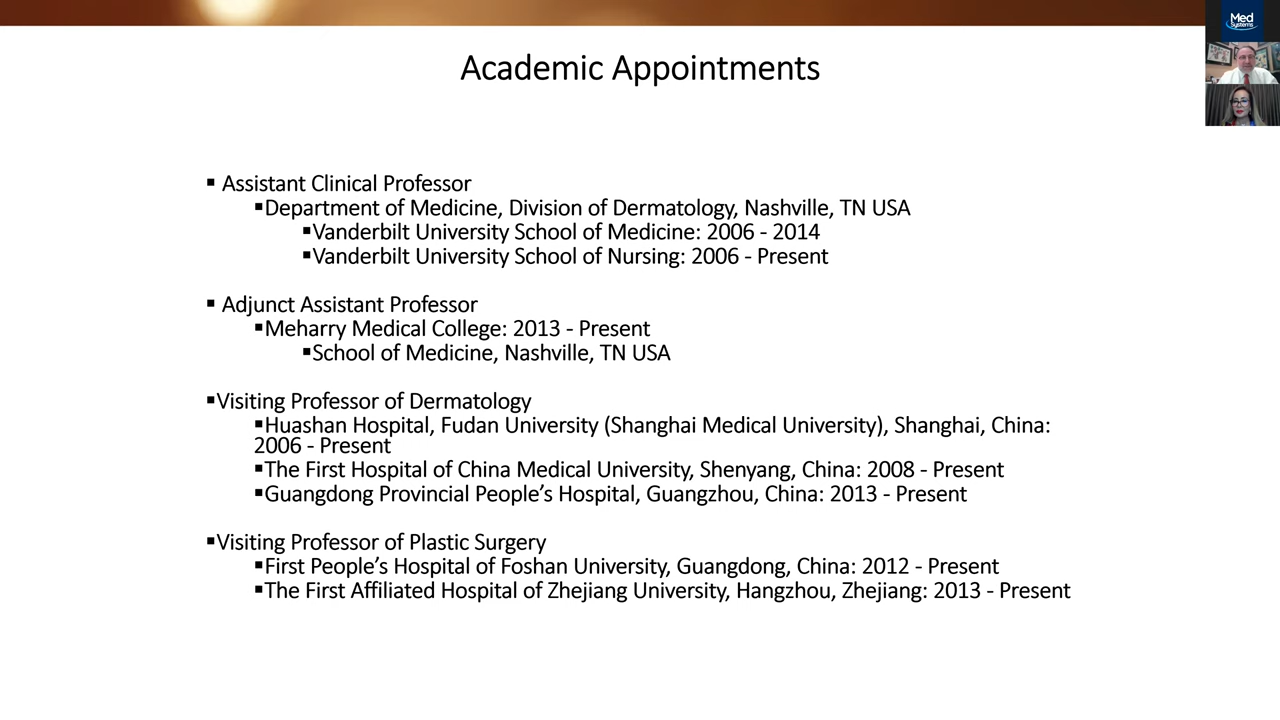 Med
Systems
Academic Appointments
▪ Assistant Clinical Professor
▪Department of Medicine, Division of Dermatology, Nashville, TN USA
▪Vanderbilt University School of Medicine: 2006 - 2014
▪Vanderbilt University School of Nursing: 2006 - Present
▪ Adjunct Assistant Professor
▪Meharry Medical College: 2013 - Present
▪School of Medicine, Nashville, TN USA
▪Visiting Professor of Dermatology
▪Huashan Hospital, Fudan University (Shanghai Medical University), Shanghai, China:
2006 - Present
▪The First Hospital of China Medical University, Shenyang, China: 2008 - Present
▪Guangdong Provincial People’s Hospital, Guangzhou, China: 2013 - Present
▪Visiting Professor of Plastic Surgery
▪First People’s Hospital of Foshan University, Guangdong, China: 2012 - Present
▪The First Affiliated Hospital of Zhejiang University, Hangzhou, Zhejiang: 2013 - Present